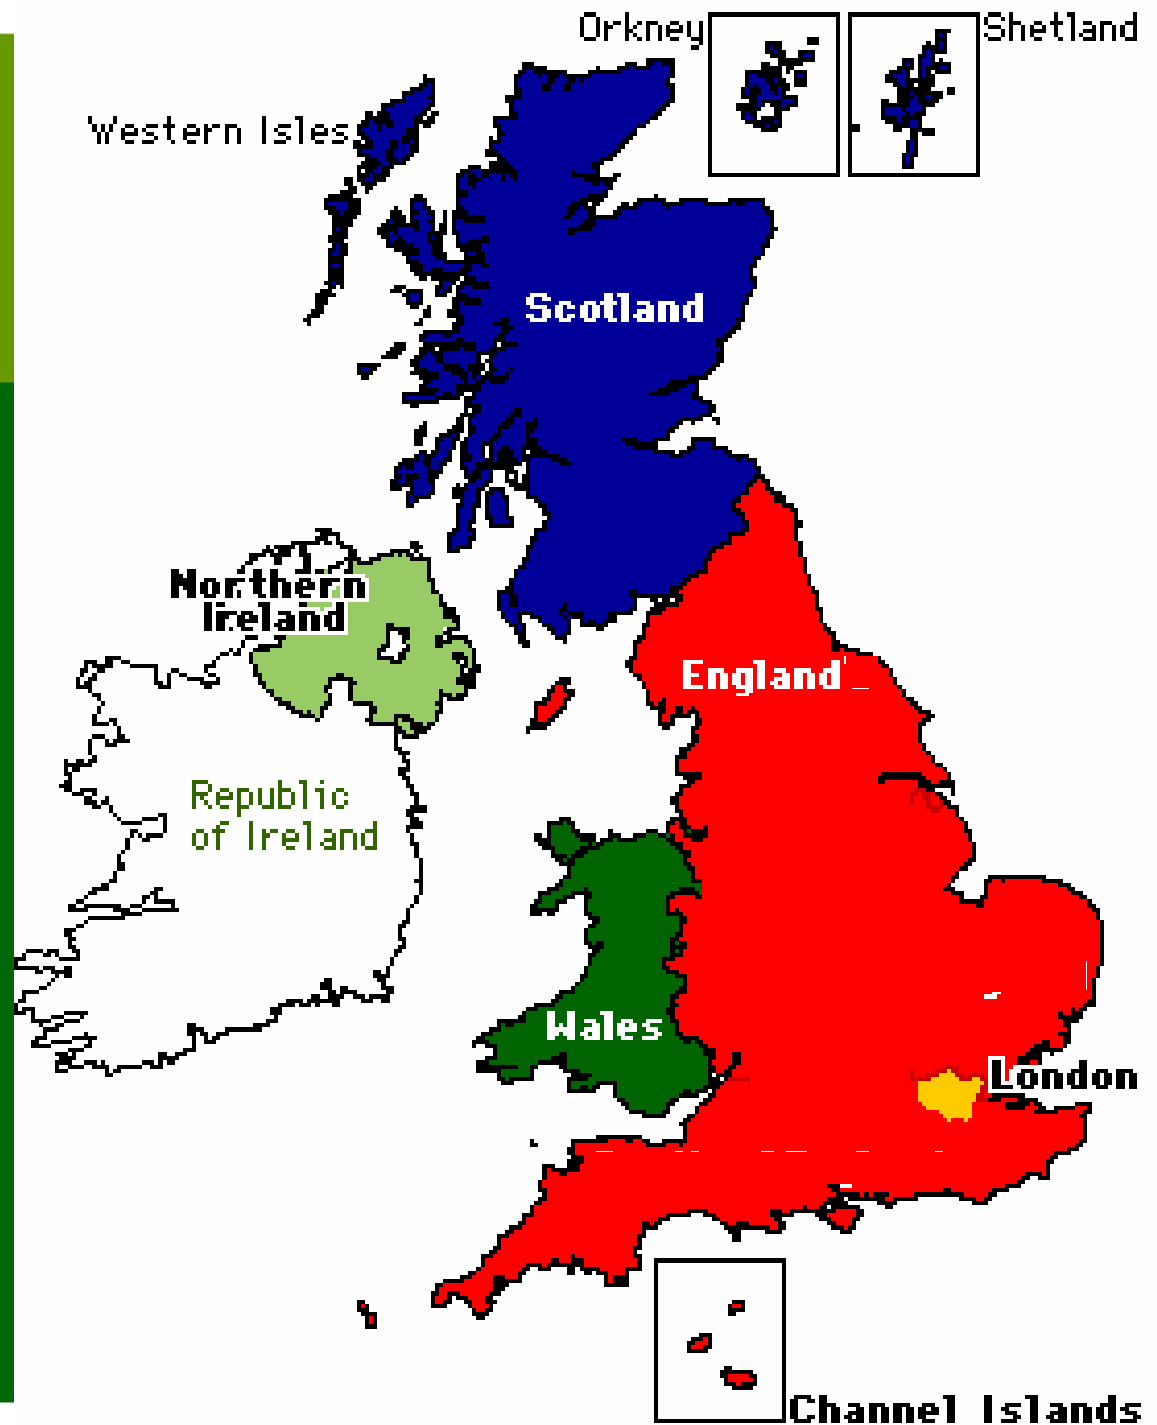 Orkney
Shetland
Western Isles
Scotland
Northern
Ireland
England
Republic
of Ireland
Wales
London
Channel Islands